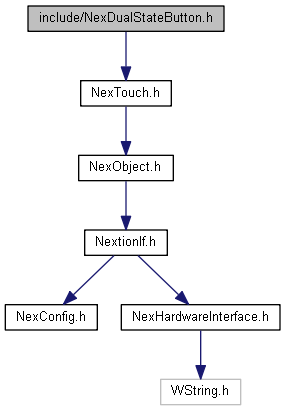 include/NexDualStateButton.h
NexTouch.h
NexObject.h
NextionIf.h
NexConfig.h
NexHardwareInterface.h
WString.h